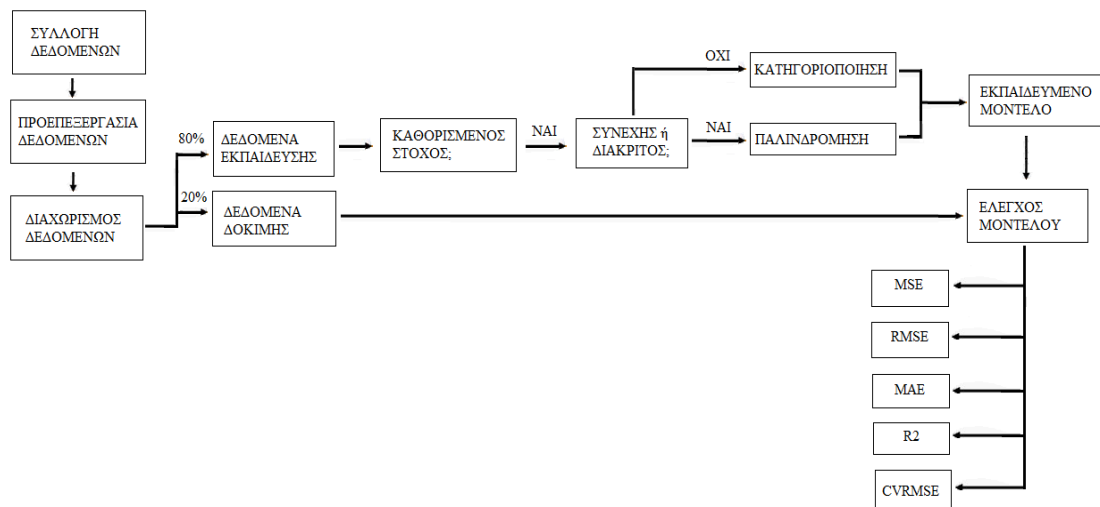 ΣΥΛΛΟΓΗ
ΔΕΔΟΜΕΝΩΝ
ΠΡΟΕΠΕΞΕΡΓΑΣΙΑ
ΔΕΔΟΜΕΝΩΝ
ΔΙΑΧΩΡΙΣΜΟΣ
ΔΕΔΟΜΕΝΩΝ
80%
ΔΕΔΟΜΕΝΑ
ΕΚΠΑΙΔΕΥΣΗΣ
20%
ΔΕΔΟΜΕΝΑ
ΔΟΚΙΜΗΣ
ΚΑΘΟΡΙΣΜΕΝΟΣ
ΣΤΟΧΟΣ;
ΝΑΙ
ΣΥΝΕΧΗΣ ή
ΔΙΑΚΡΙΤΟΣ;
ΟΧΙ
ΚΑΤΗΓΟΡΙΟΠΟΙΗΣΗ
ΝΑΙ
ΠΑΛΙΝΔΡΟΜΗΣΗ
ΕΚΠΑΙΔΕΥΜΕΝΟ
ΜΟΝΤΕΛΟ
ΕΛΕΓΧΟΣ
ΜΟΝΤΕΛΟΥ
MSE
RMSE
MAE
R2
CVRMSE